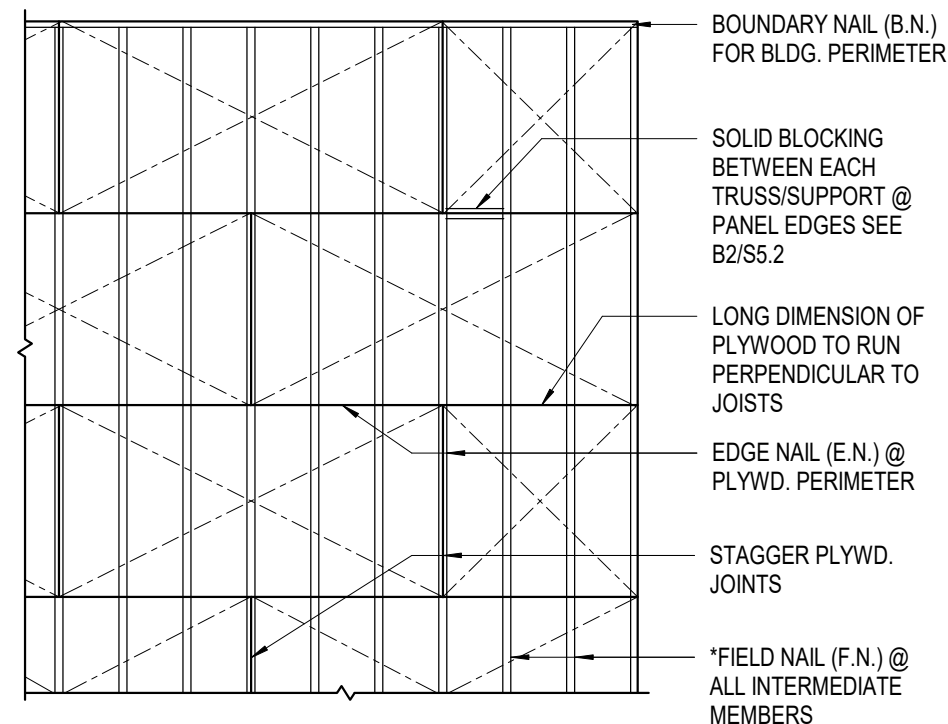 BOUNDARY NAIL (B.N.)
FOR BLDG. PERIMETER
SOLID BLOCKING
BETWEEN EACH
TRUSS/SUPPORT @
PANEL EDGES SEE
B2/S5.2
LONG DIMENSION OF
PLYWOOD TO RUN
PERPENDICULAR TO
JOISTS
EDGE NAIL (E.N.) @
PLYWD. PERIMETER
STAGGER PLYWD.
JOINTS
*FIELD NAIL (F.N.) @
ALL INTERMEDIATE
MEMBERS